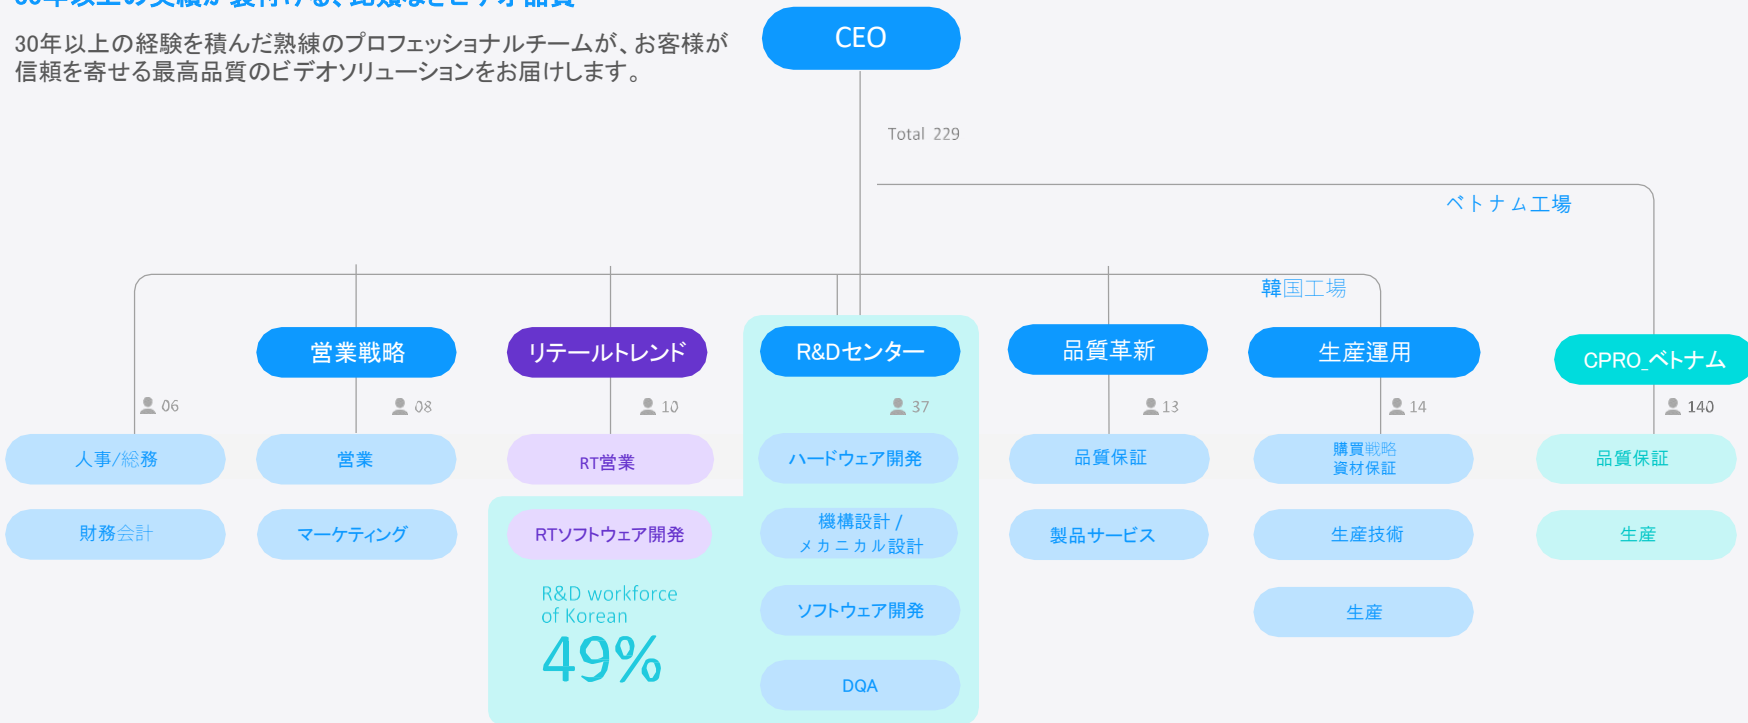 30年以上の経験を積んだ熟練のプロフェッショナルチームが、お客様が
信頼を寄せる最高品質のビデオソリューションをお届けします。
CEO
Total 229
ベトナム工場
韓国工場
営業戦略
リテールトレンド
R&Dセンター
品質革新
生産運用
CPRO_ベトナム
06
08
10
37
13
14
140
人事/総務
営業
RT営業
ハードウェア開発
品質保証
購買戦略
資材保証
品質保証
財務会計
マーケティング
RTソフトウェア開発
機構設計 /
メカニカル設計
製品サービス
生産技術
生産
R&D workforce
of Korean
49%
ソフトウェア開発
生産
DQA